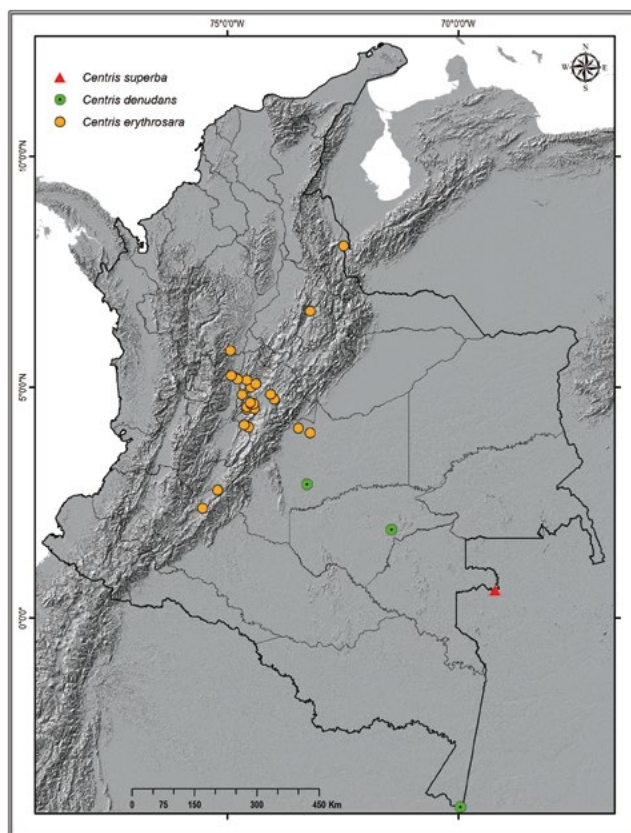 75°0'0"W 70°0'0"W
N
W E
S
Centris superba
Centris denudans
Centris erythrosara
10°0'0"N
5°0'0"N
0°0'0"
0 75 150 300 450 Km